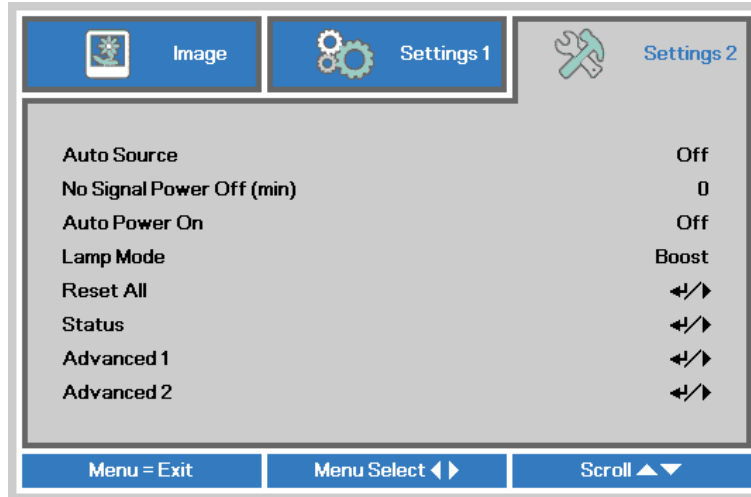 Image Settings 1 Settings 2
Auto Source Off
No Signal Power Off (min) 0
Auto Power On Off
Lamp Mode Boost
Reset All ↵/▶
Status ↵/▶
Advanced 1 ↵/▶
Advanced 2 ↵/▶
Menu = Exit Menu Select ◀▶ Scroll ▲▼